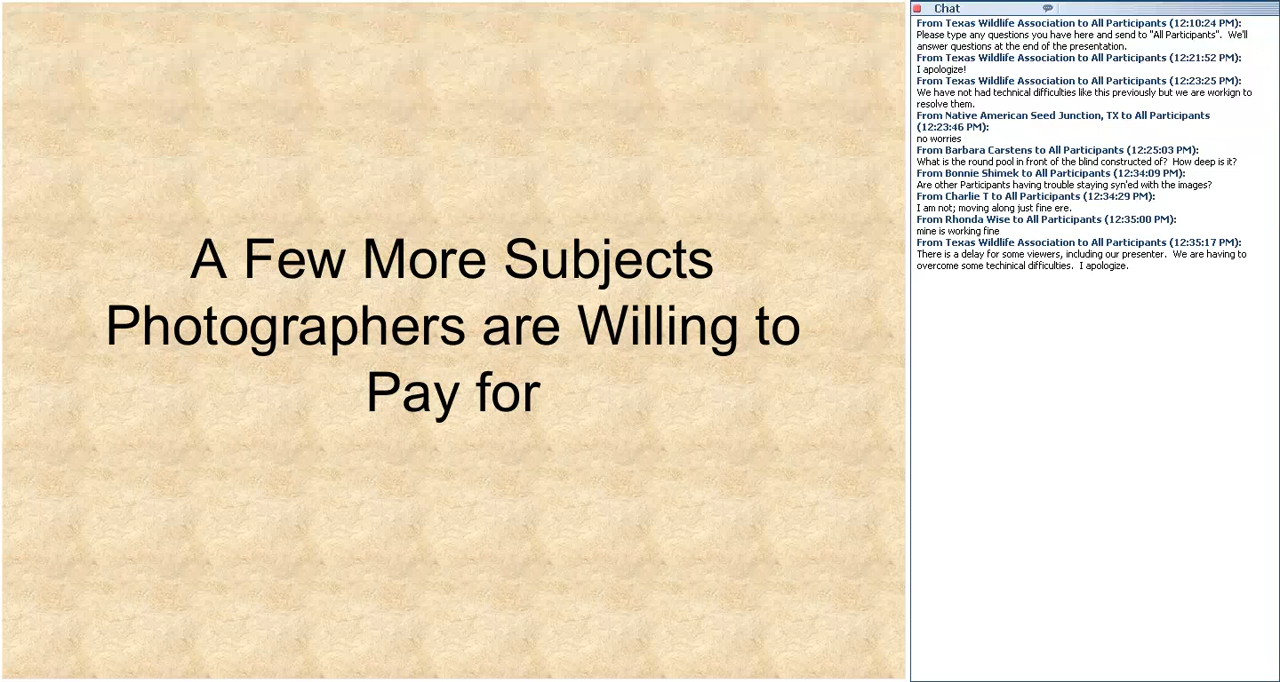 A Few More Subjects
Photographers are Willing to
Pay for
Chat
From Texas Wildlife Association to All Participants (12:10:24 PM):
Please type any questions you have here and send to "All Participants". We'll
answer questions at the end of the presentation.
From Texas Wildlife Association to All Participants (12:21:52 PM):
I apologize!
From Texas Wildlife Association to All Participants (12:23:25 PM):
We have not had technical difficulties like this previously but we are workign to
resolve them.
From Native American Seed Junction, TX to All Participants
(12:23:46 PM):
no worries
From Barbara Carstens to All Participants (12:25:03 PM):
What is the round pool in front of the blind constructed of? How deep is it?
From Bonnie Shimek to All Participants (12:34:09 PM):
Are other Participants having trouble staying syn'ed with the images?
From Charlie T to All Participants (12:34:29 PM):
I am not; moving along just fine ere.
From Rhonda Wise to All Participants (12:35:00 PM):
mine is working fine
From Texas Wildlife Association to All Participants (12:35:17 PM):
There is a delay for some viewers, including our presenter. We are having to
overcome some techinical difficulties. I apologize.